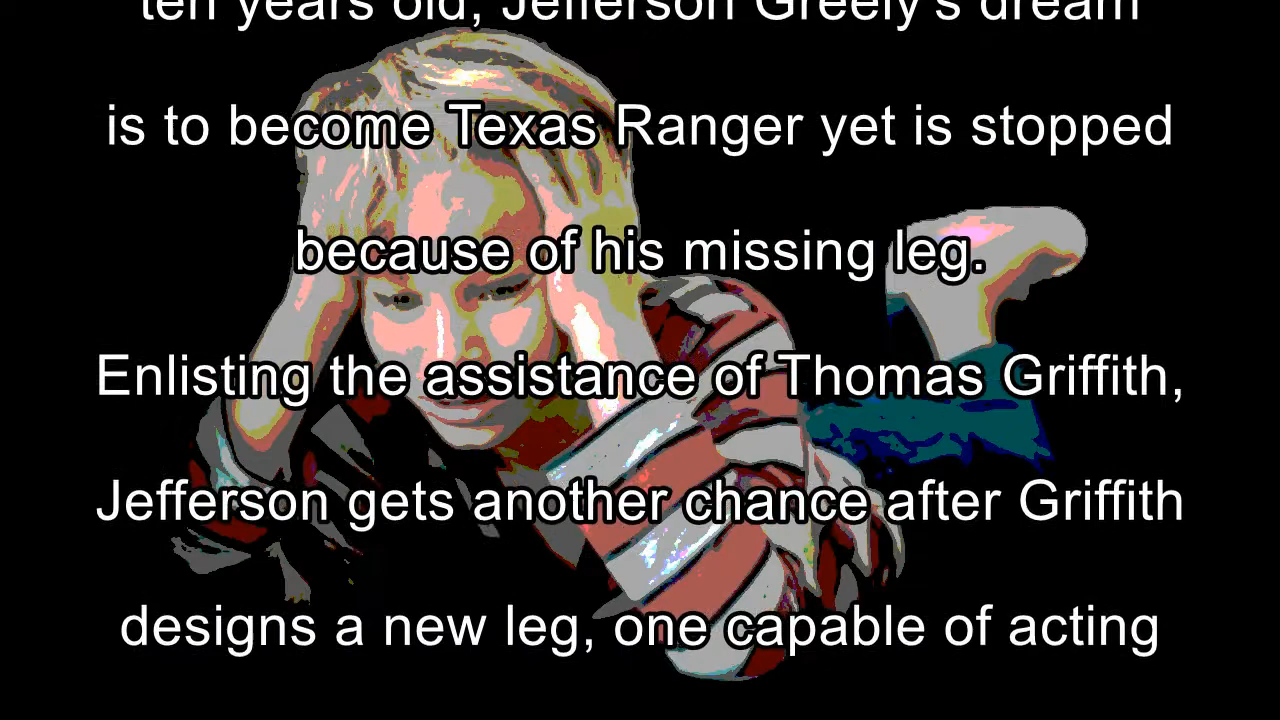 ten years old, Jefferson Greely's dream
is to become Texas Ranger yet is stopped
because of his missing leg.
Enlisting the assistance of Thomas Griffith,
Jefferson gets another chance after Griffith
designs a new leg, one capable of acting